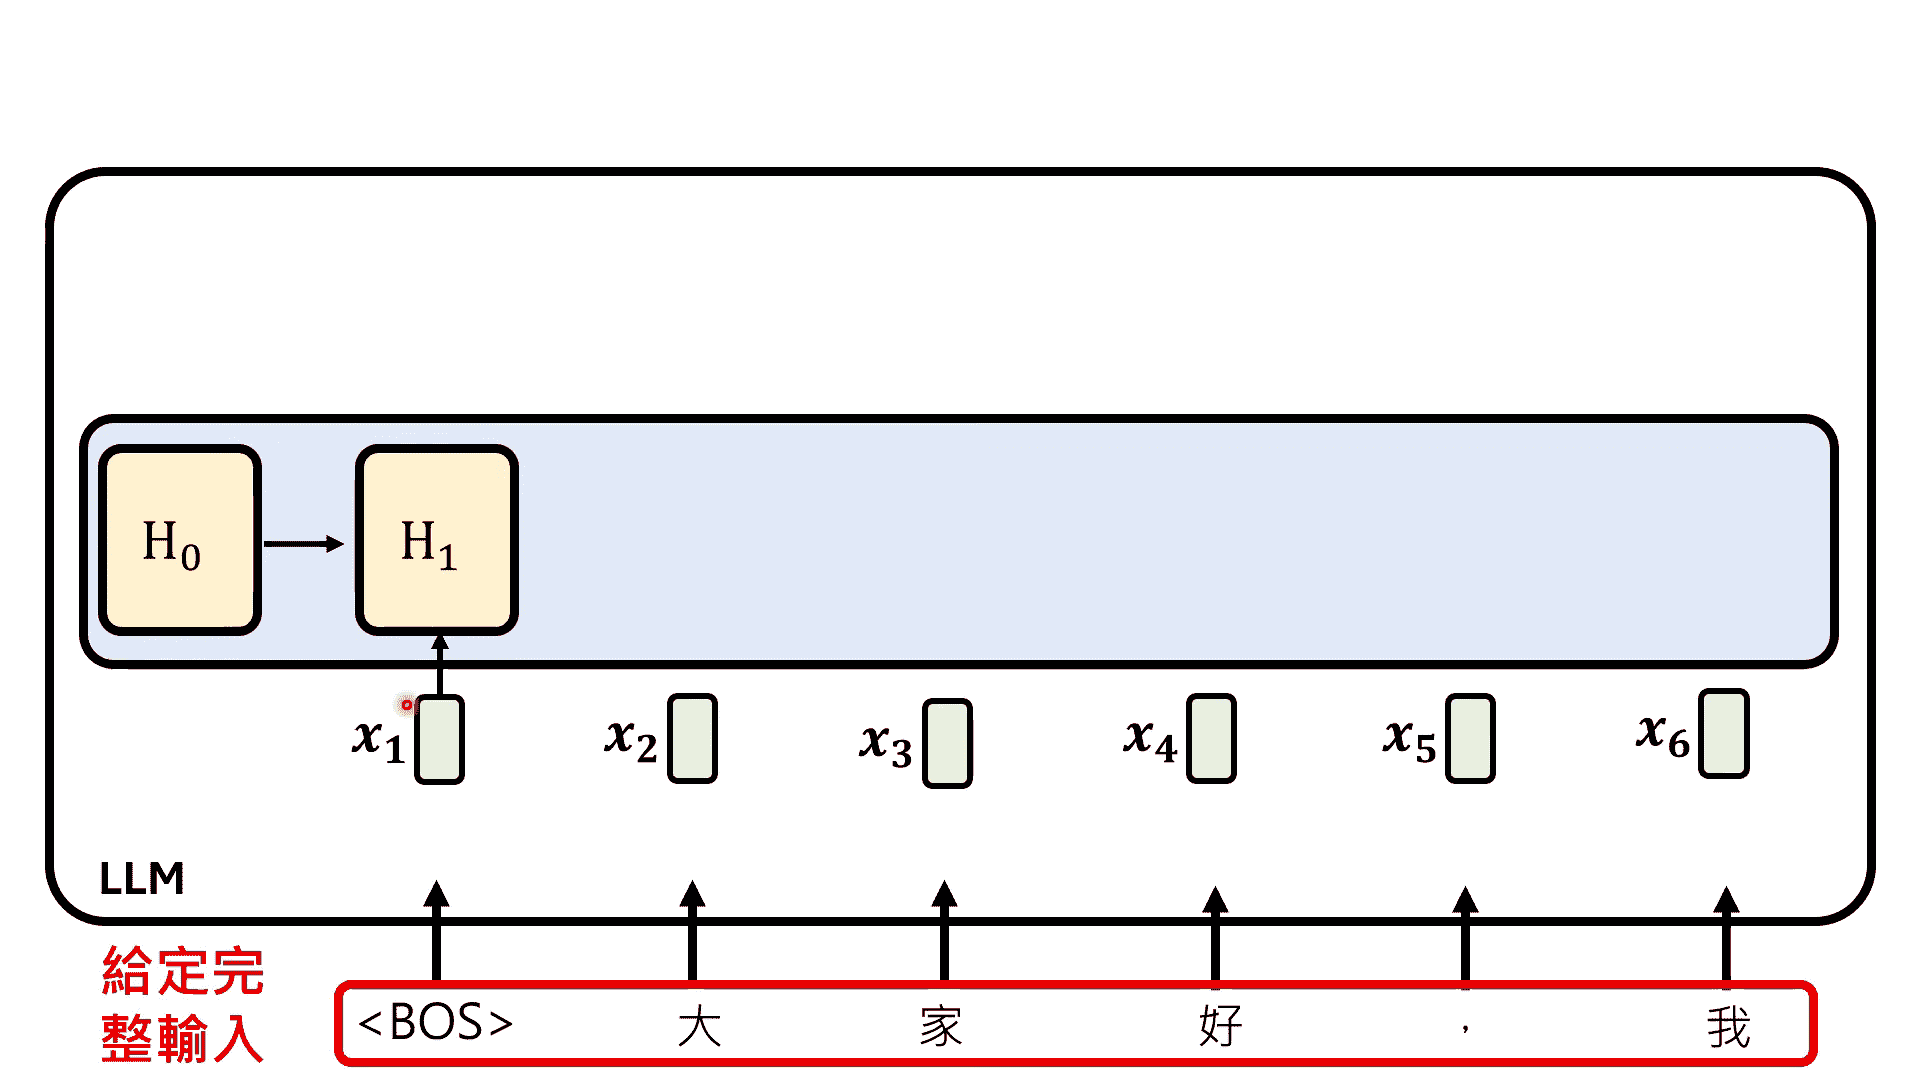 H₀
H₁
x₁ x₂ x₃ x₄ x₅ x₆
LLM
給定完
整輸入
<BOS> 大 家 好 , 我